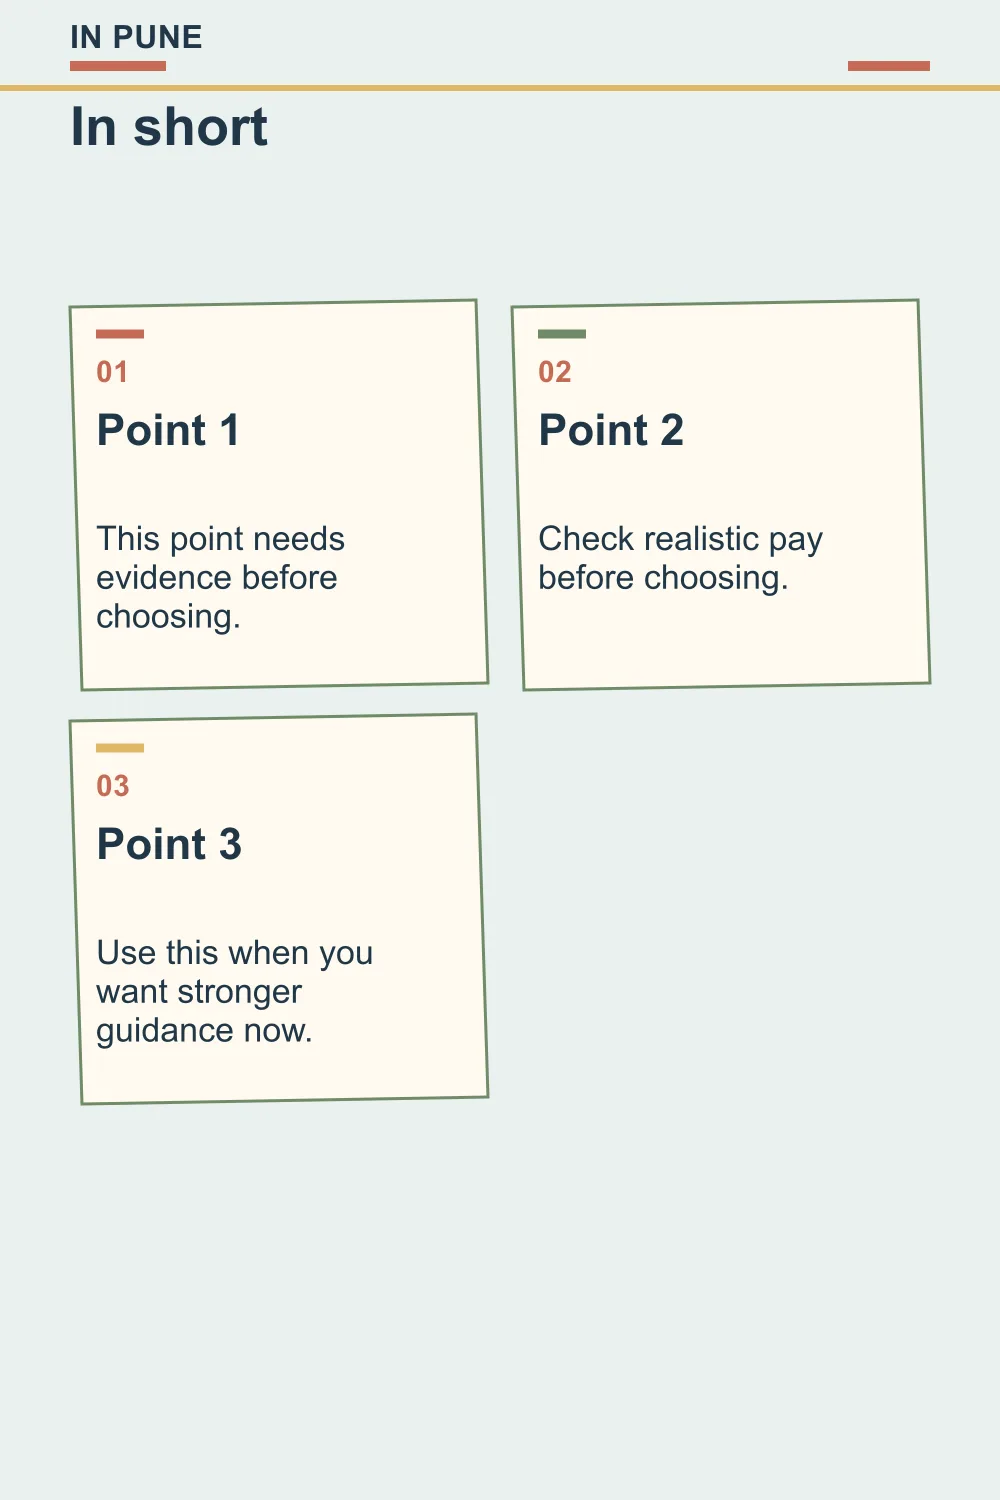 IN PUNE
In short
01
Point 1
This point needs
evidence before
choosing.
02
Point 2
Check realistic pay
before choosing.
03
Point 3
Use this when you
want stronger
guidance now.